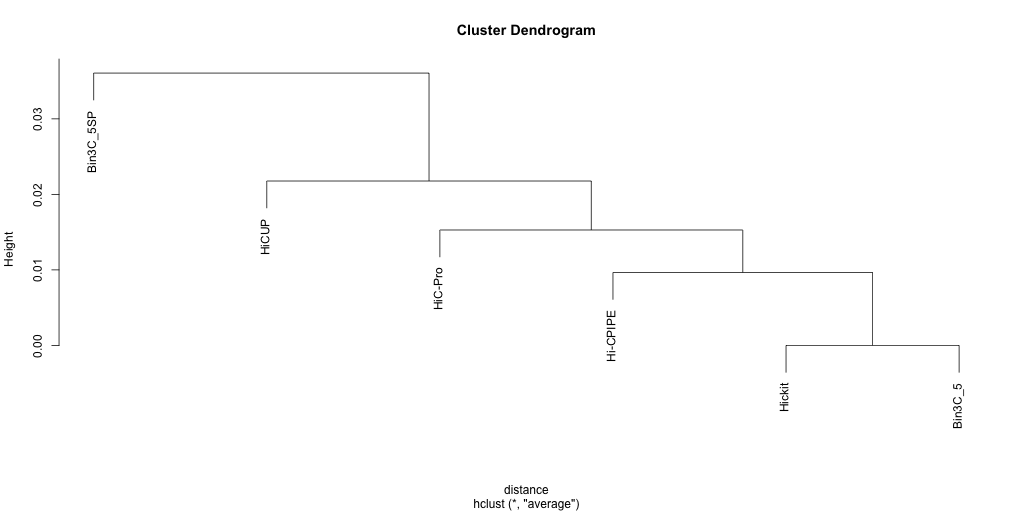 Cluster Dendrogram
Height
0.03
0.02
0.01
0.00
Bin3C_5SP
HiCUP
HiC-Pro
Hi-CPIPE
Hickit
Bin3C_5
distance
hclust (*, "average")